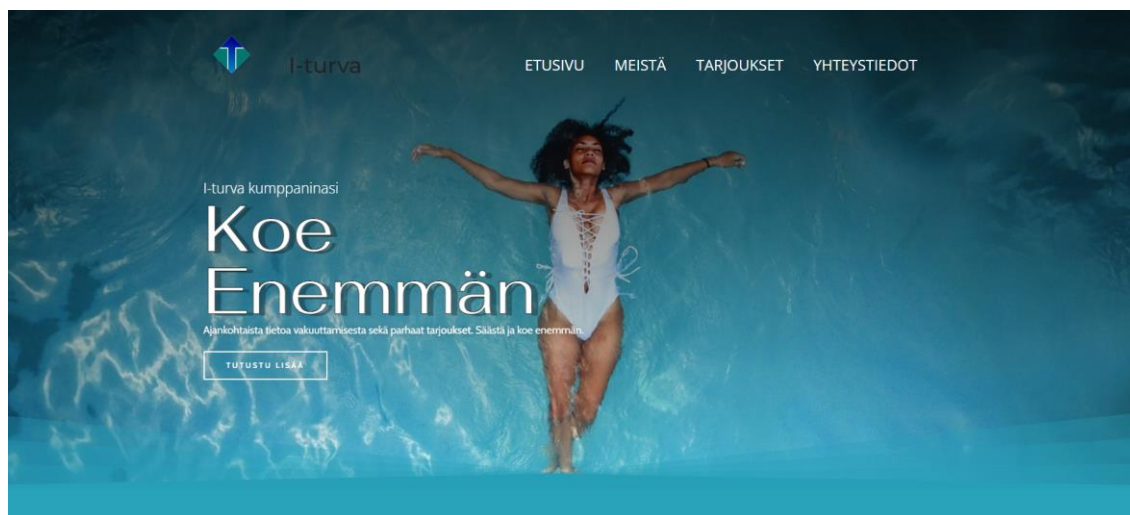 I-turva
ETUSIVU MEISTÄ TARJOUKSET YHTEYSTIEDOT
I-turva kumppaninasi
Koe
Enemmän
Ajankohtaista tietoa vakuuttamisesta sekä parhaat tarjoukset. Säästä ja koe enemmän.
TUTUSTU LISÄÄ